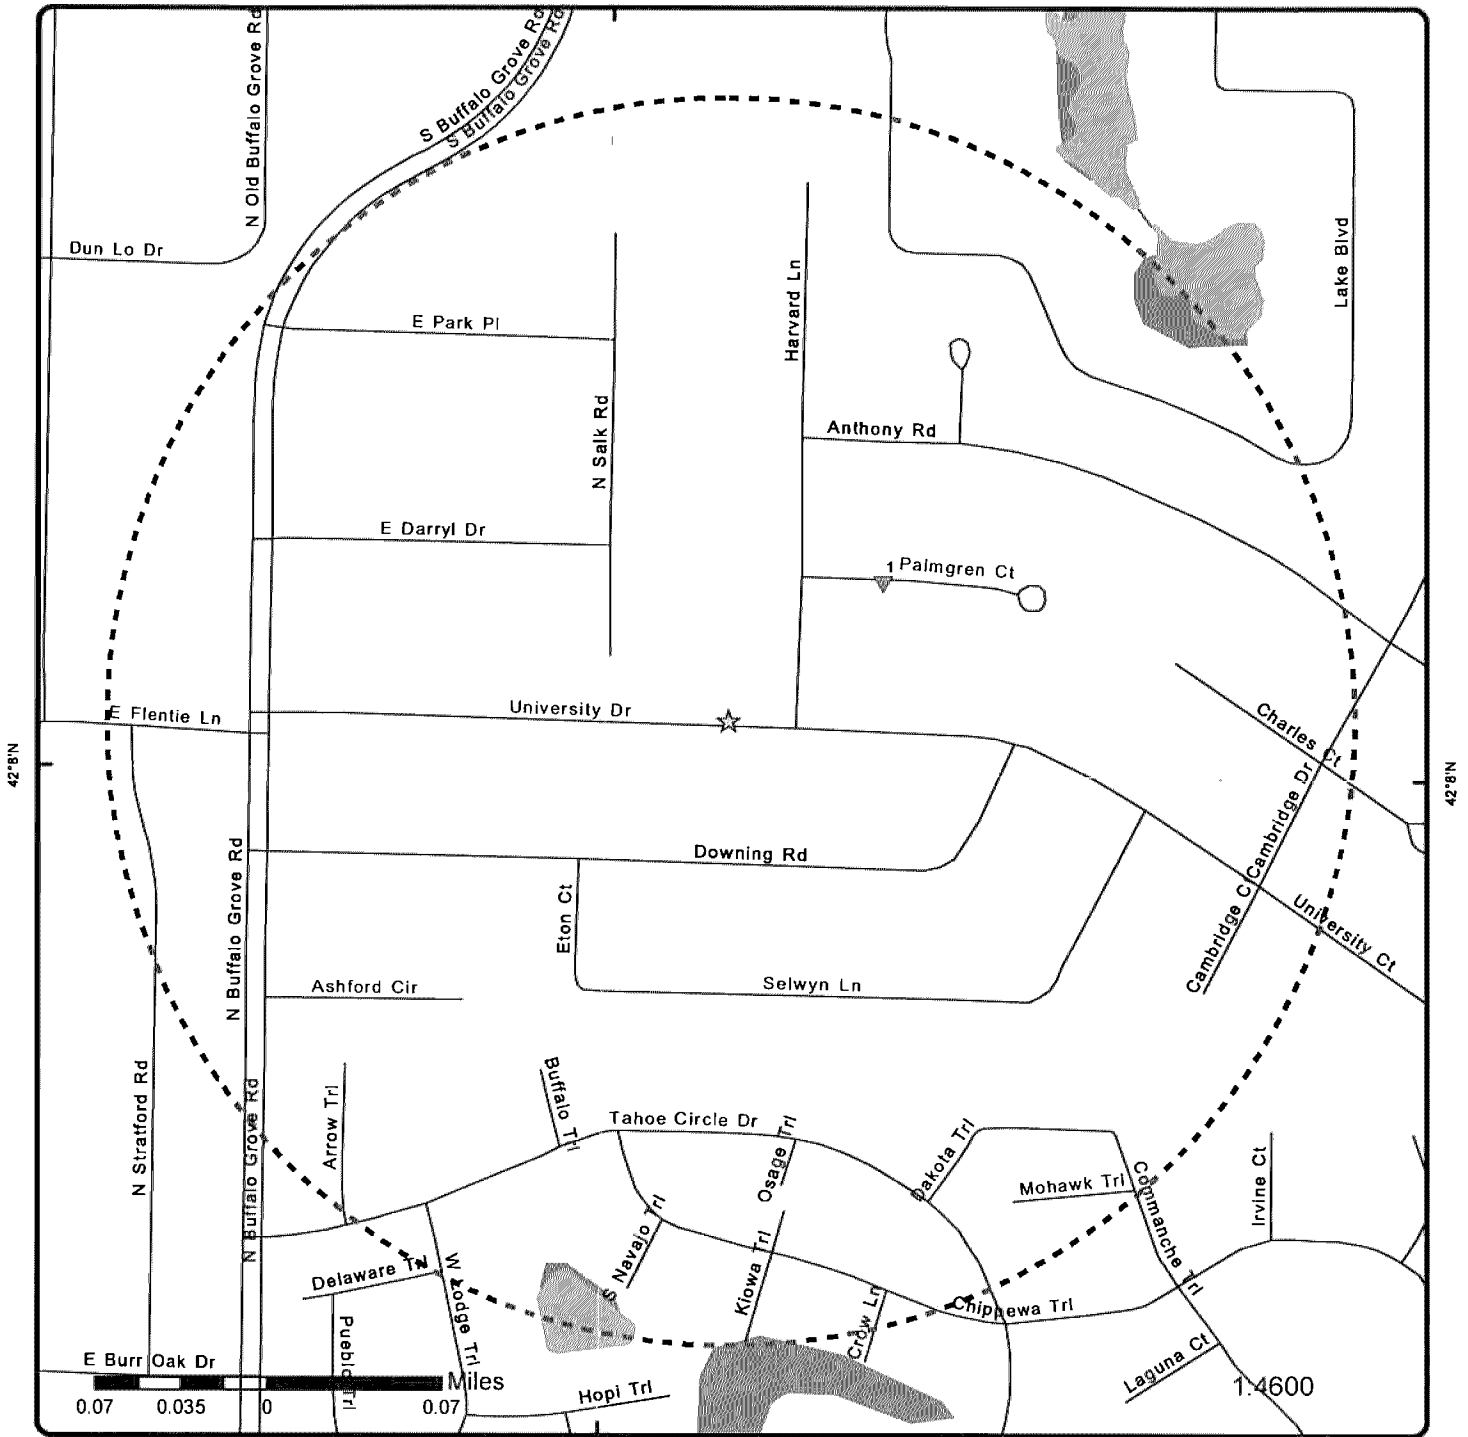 S Buffalo Grove Rd
S Buffalo Grove Rd
N Old Buffalo Grove Rd
Dun Lo Dr
Lake Blvd
E Park Pl
Harvard Ln
N Salk Rd
Anthony Rd
E Darryl Dr
1 Palmgren Ct
E Flentie Ln
University Dr
Charles Ct
42°8'N
42°8'N
Cambridge Dr
Downing Rd
N Buffalo Grove Rd
Eton Ct
Cambridge Ct
University Ct
Ashford Cir
Selwyn Ln
N Stratford Rd
N Buffalo Grove Rd
Arrow Trl
Buffalo Trl
Tahoe Circle Dr
Osage Trl
Dakota Trl
Mohawk Trl
Commanche Trl
Irvine Ct
Delaware Trl
W Lodge Trl
S Navajo Trl
Kiowa Trl
Crow Ln
Chippewa Trl
Pueblo Trl
E Burr Oak Dr
Laguna Ct
Hopi Trl
Miles
1:4600
0.07 0.035 0 0.07